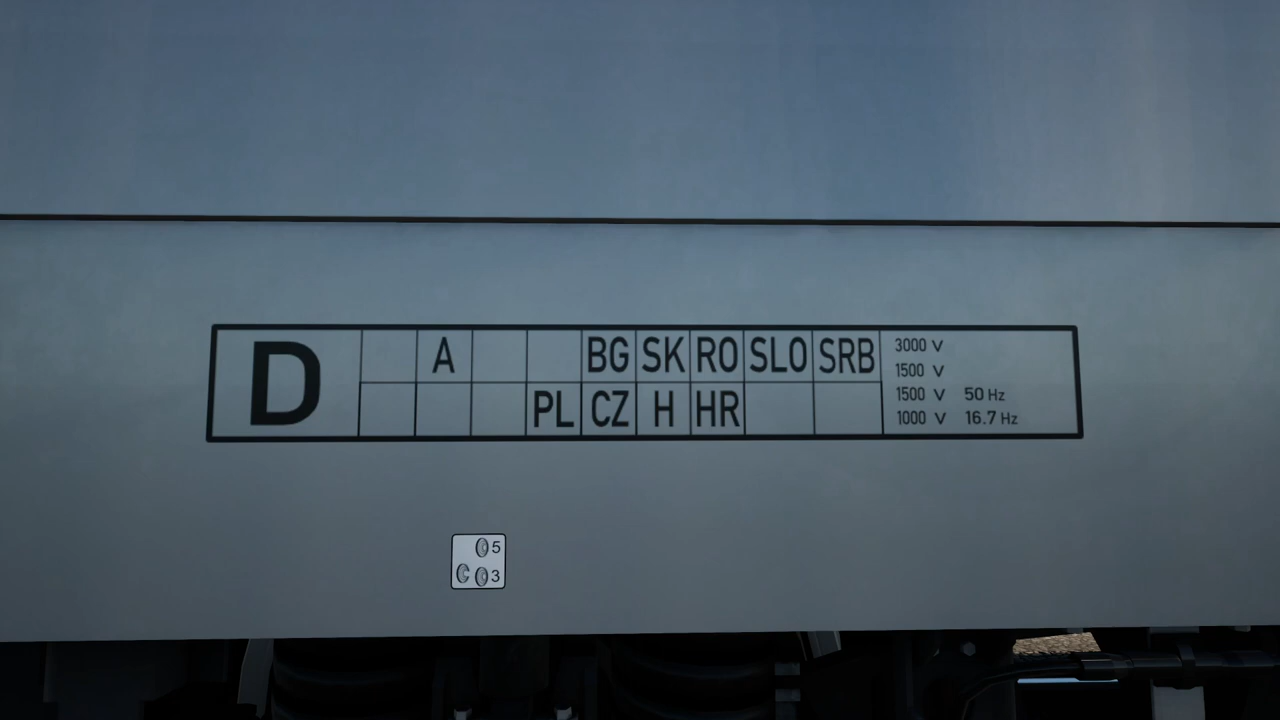 D
A BG SK RO SLO SRB
PL CZ H HR
3000 V
1500 V
1500 V 50 Hz
1000 V 16.7 Hz
5
3